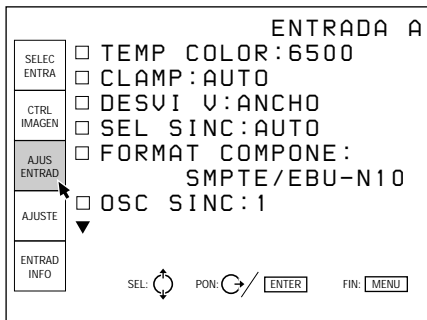 ENTRADA A
SELEC
ENTRA
CTRL
IMAGEN
AJUS
ENTRAD
AJUSTE
ENTRAD
INFO
TEMP COLOR:6500
CLAMP:AUTO
DESVI V:ANCHO
SEL SINC:AUTO
FORMAT COMPONE:
SMPTE/EBU-N10
OSC SINC:1
SEL: PON: / ENTER FIN: MENU